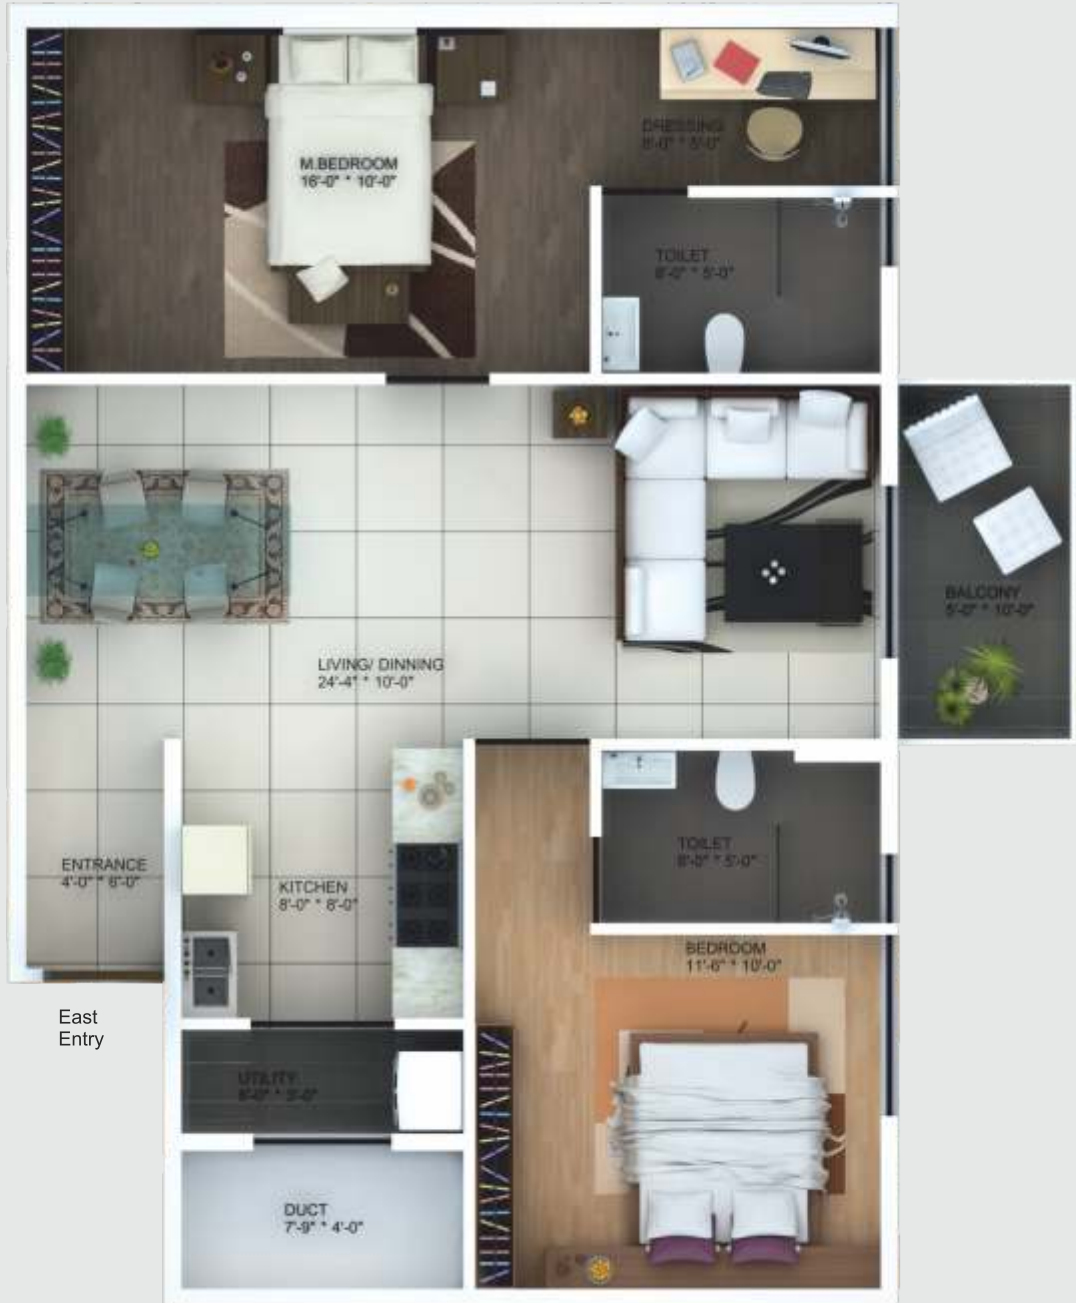 DRESSING
8'-0" * 5'-0"
M.BEDROOM
16'-0" * 10'-0"
TOILET
8'-0" * 5'-0"
BALCONY
5'-0" * 10'-0"
LIVING/ DINNING
24'-4" * 10'-0"
TOILET
8'-0" * 5'-0"
ENTRANCE
4'-0" * 6'-0"
KITCHEN
8'-0" * 8'-0"
BEDROOM
11'-6" * 10'-0"
East
Entry
UTILITY
8'-0" * 3'-0"
DUCT
7'-9" * 4'-0"